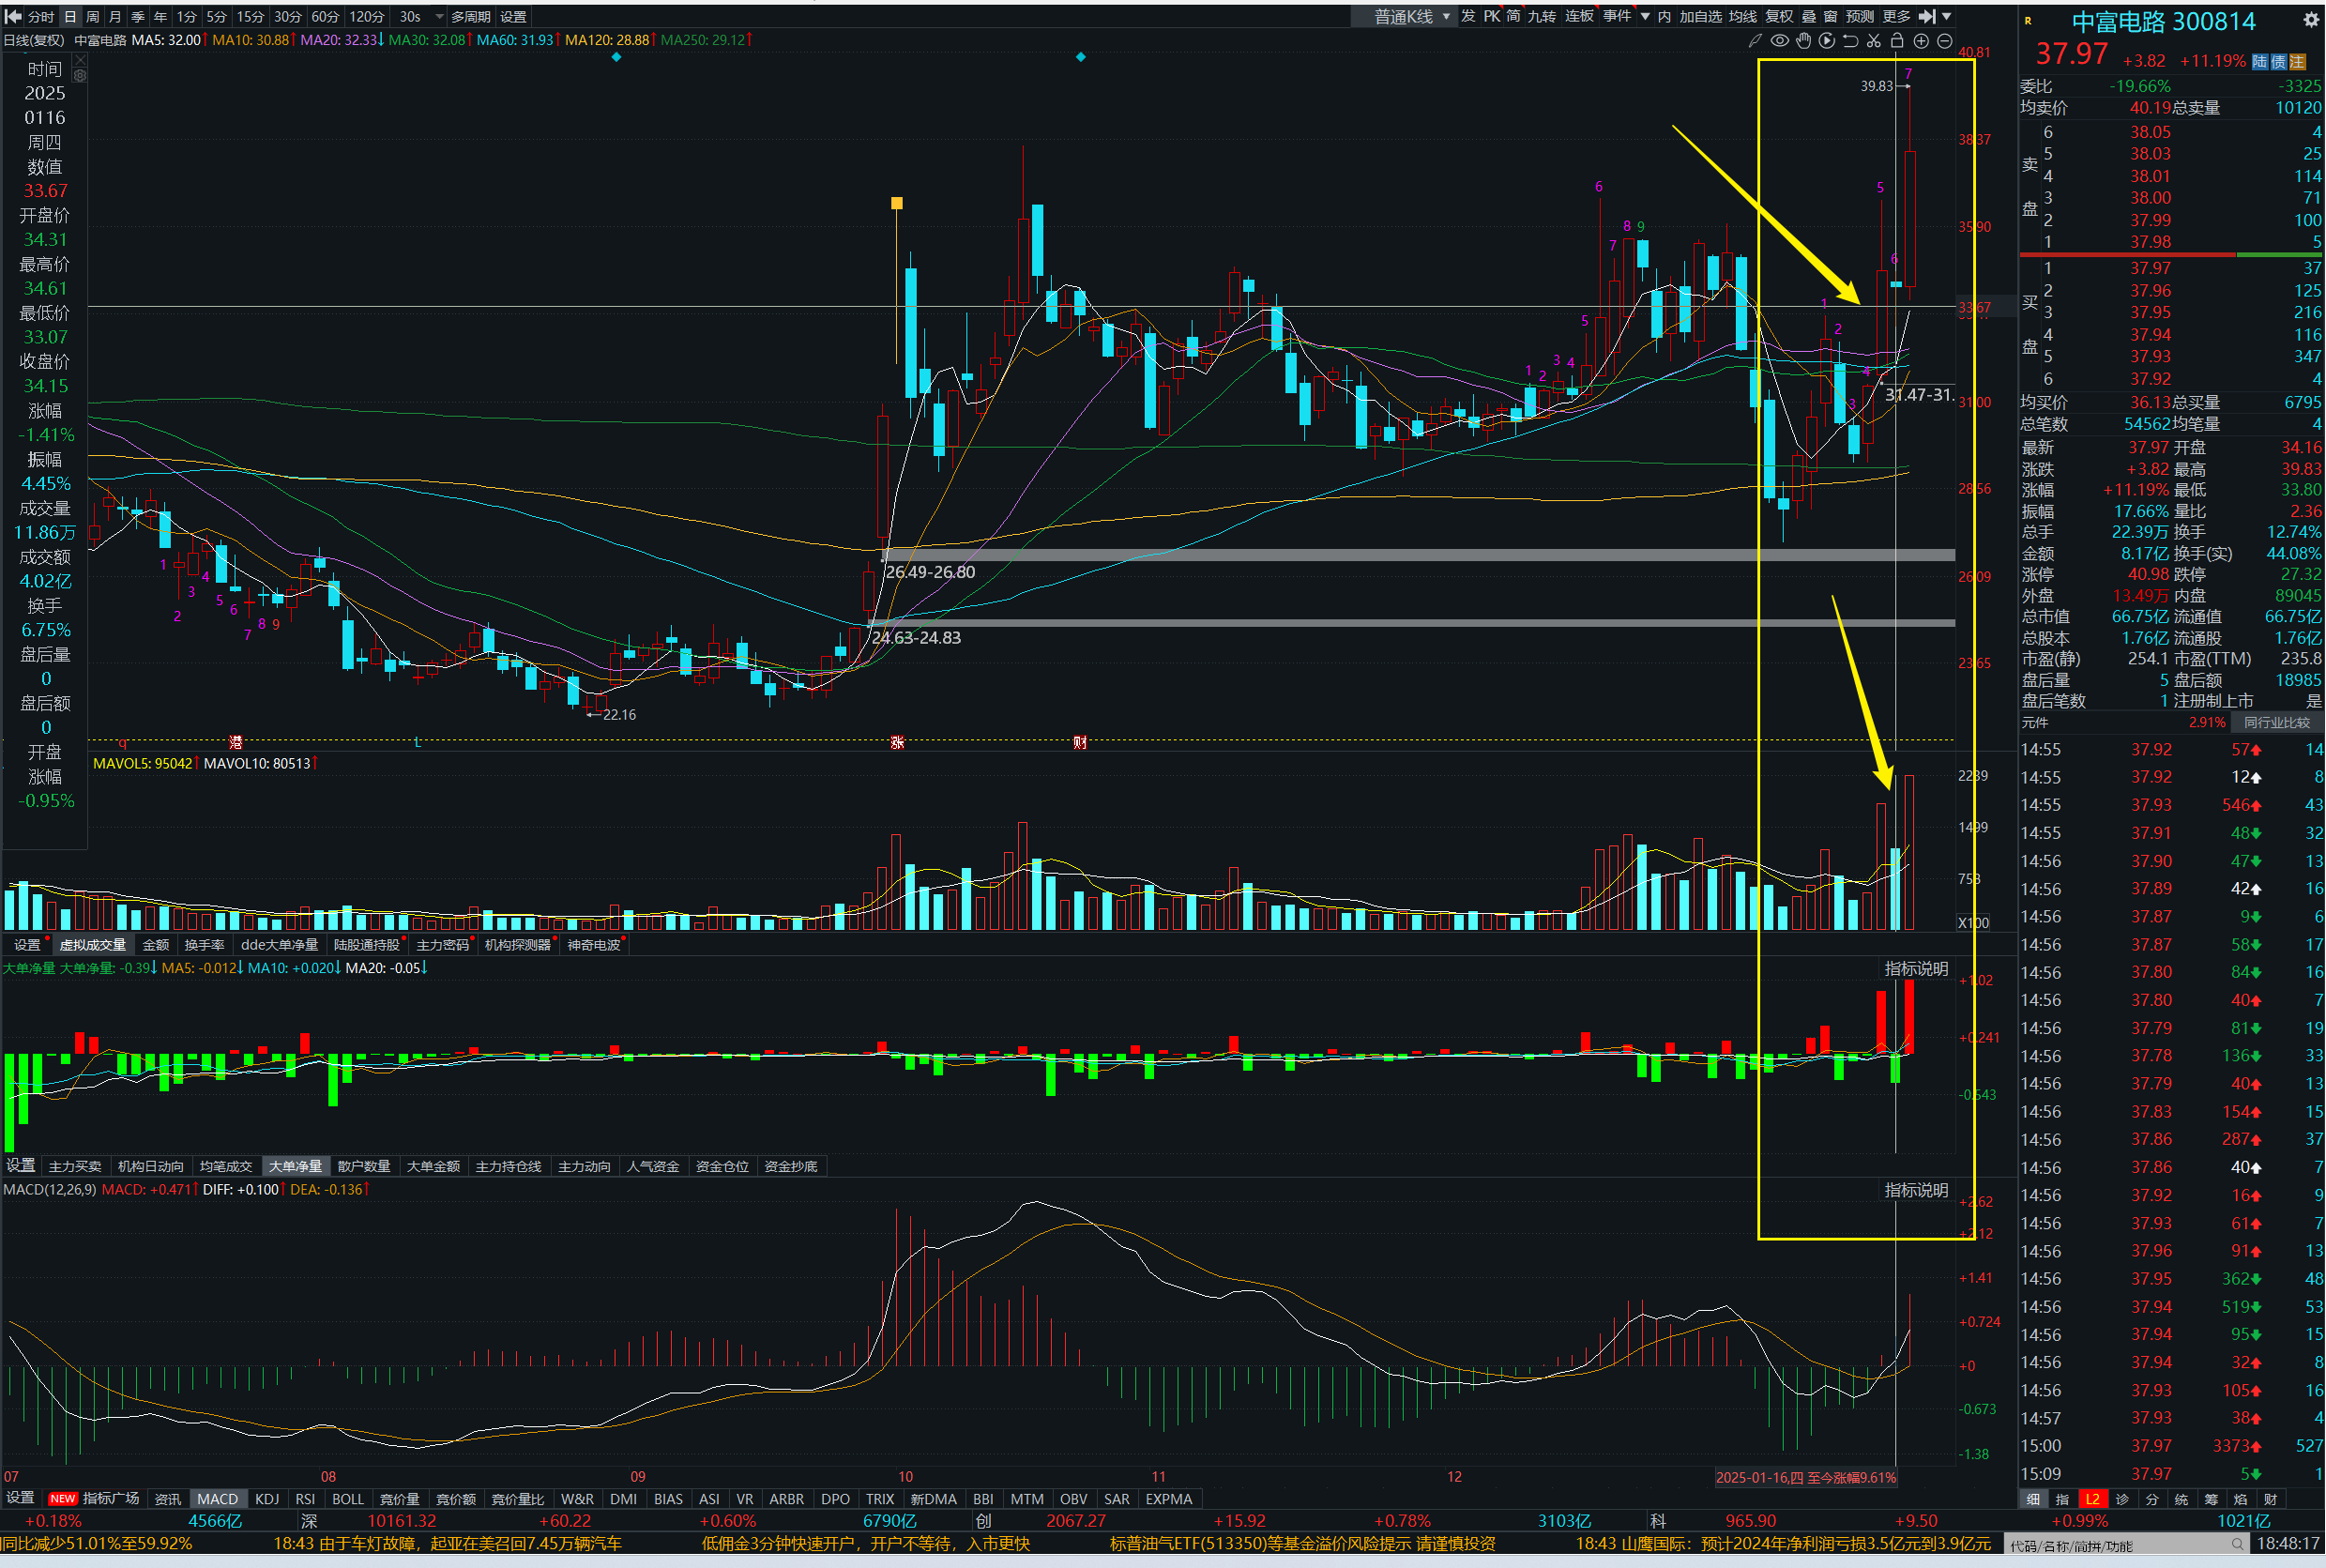 分时 日 周 月 季 年 1分 5分 15分 30分 60分 120分 30s 多周期 设置 普通K线 发 PK 简 九转 连板 事件 内 加自选 均线 复权 叠 窗 预测 更多
日线(复权) 中富电路 MA5: 32.00↑ MA10: 30.88↑ MA20: 32.33↓ MA30: 32.08↑ MA60: 31.93↑ MA120: 28.88↑ MA250: 29.12↑
时间
2025
0116
周四
数值
33.67
开盘价
34.31
最高价
34.61
最低价
33.07
收盘价
34.15
涨幅
-1.41%
振幅
4.45%
成交量
11.86万
成交额
4.02亿
换手
6.75%
盘后量
0
盘后额
0
开盘
涨幅
-0.95%
40.81
38.37
35.90
33.67
31.00
28.56
26.09
23.65
39.83
31.47-31.
26.49-26.80
24.63-24.83
22.16
1 2 3 4 5 6 7 8 9
1 2 3 4 5 6 7 8 9
1 2 3 4 5 6 7
q 港 L 涨 财
MAVOL5: 95042↑ MAVOL10: 80513↑
2239
1499
758
X100
设置 虚拟成交量 金额 换手率 dde大单净量 陆股通持股 主力密码 机构探测器 神奇电波
大单净量 大单净量: -0.39↓ MA5: -0.012↓ MA10: +0.020↓ MA20: -0.05↓
指标说明
+1.02
+0.241
-0.543
设置 主力买卖 机构日动向 均笔成交 大单净量 散户数量 大单金额 主力持仓线 主力动向 人气资金 资金仓位 资金抄底
MACD(12,26,9) MACD: +0.471↑ DIFF: +0.100↑ DEA: -0.136↑
指标说明
+2.62
+2.12
+1.41
+0.724
+0
-0.673
-1.38
07 08 09 10 11 12 2025-01-16,四 至今涨幅9.61%
设置 NEW 指标广场 资讯 MACD KDJ RSI BOLL 竞价量 竞价额 竞价量比 W&R DMI BIAS ASI VR ARBR DPO TRIX 新DMA BBI MTM OBV SAR EXPMA
R 中富电路 300814
37.97 +3.82 +11.19% 陆 债 注
委比 -19.66% -3325
均卖价 40.19 总卖量 10120
卖盘
6 38.05 4
5 38.03 25
4 38.01 114
3 38.00 71
2 37.99 100
1 37.98 5
买盘
1 37.97 37
2 37.96 125
3 37.95 216
4 37.94 116
5 37.93 347
6 37.92 4
均买价 36.13 总买量 6795
总笔数 54562 均笔量 4
最新 37.97 开盘 34.16
涨跌 +3.82 最高 39.83
涨幅 +11.19% 最低 33.80
振幅 17.66% 量比 2.36
总手 22.39万 换手 12.74%
金额 8.17亿 换手(实) 44.08%
涨停 40.98 跌停 27.32
外盘 13.49万 内盘 89045
总市值 66.75亿 流通值 66.75亿
总股本 1.76亿 流通股 1.76亿
市盈(静) 254.1 市盈(TTM) 235.8
盘后量 5 盘后额 18985
盘后笔数 1 注册制上市 是
元件 2.91% 同行业比较
14:55 37.92 57 14
14:55 37.92 12 8
14:55 37.93 546 43
14:55 37.91 48 32
14:56 37.90 47 13
14:56 37.89 42 16
14:56 37.87 9 6
14:56 37.87 58 17
14:56 37.80 84 16
14:56 37.80 40 7
14:56 37.79 81 19
14:56 37.78 136 33
14:56 37.79 40 13
14:56 37.83 154 15
14:56 37.86 287 37
14:56 37.86 40 7
14:56 37.92 16 9
14:56 37.93 61 7
14:56 37.96 91 13
14:56 37.95 362 48
14:56 37.94 519 53
14:56 37.94 95 15
14:56 37.94 32 8
14:56 37.93 105 16
14:57 37.93 38 4
15:00 37.97 3373 527
15:09 37.97 5 1
细 指 L2 诊 分 统 筹 焰 财
+0.18% 4566亿 深 10161.32 +60.22 +0.60% 6790亿 创 2067.27 +15.92 +0.78% 3103亿 科 965.90 +9.50 +0.99% 1021亿
同比减少51.01%至59.92% 18:43 由于车灯故障，起亚在美召回7.45万辆汽车 低佣金3分钟快速开户，开户不等待，入市更快 标普油气ETF(513350)等基金溢价风险提示 请谨慎投资 18:43 山鹰国际：预计2024年净利润亏损3.5亿元到3.9亿元 代码/名称/简拼/功能 18:48:17